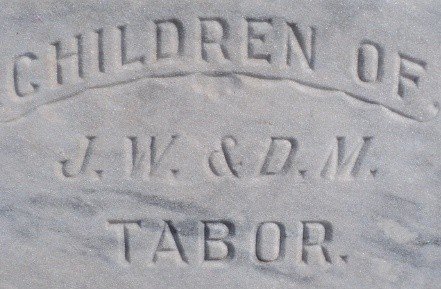 CHILDREN OF
J. W. & D. M.
TABOR.